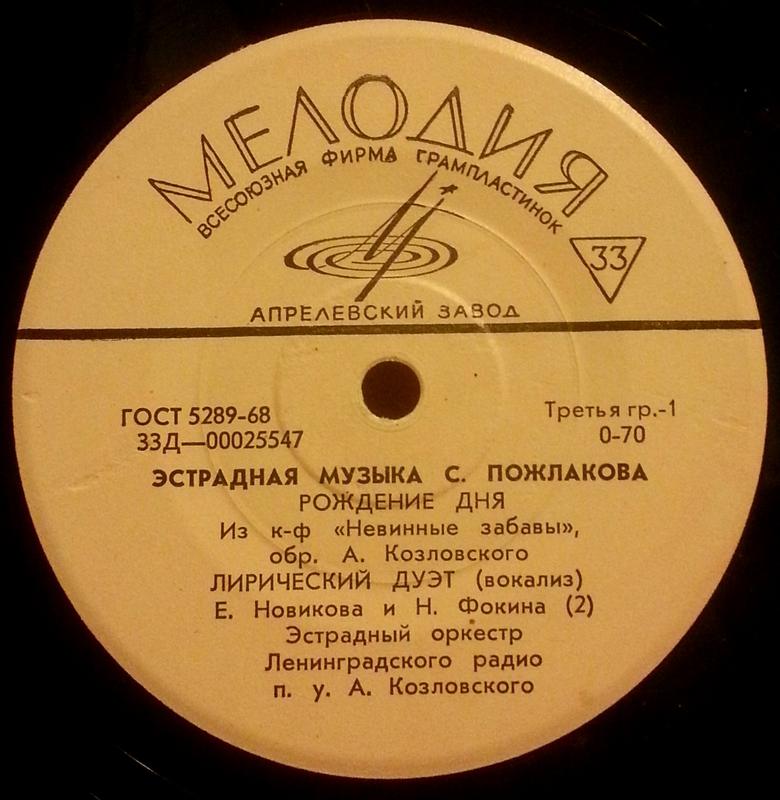 МЕЛОДИЯ
ВСЕСОЮЗНАЯ ФИРМА ГРАМПЛАСТИНОК
33
АПРЕЛЕВСКИЙ ЗАВОД
ГОСТ 5289-68
Третья гр.-1
33Д—00025547
0-70
ЭСТРАДНАЯ МУЗЫКА С. ПОЖЛАКОВА
РОЖДЕНИЕ ДНЯ
Из к-ф «Невинные забавы»,
обр. А. Козловского
ЛИРИЧЕСКИЙ ДУЭТ (вокализ)
Е. Новикова и Н. Фокина (2)
Эстрадный оркестр
Ленинградского радио
п. у. А. Козловского